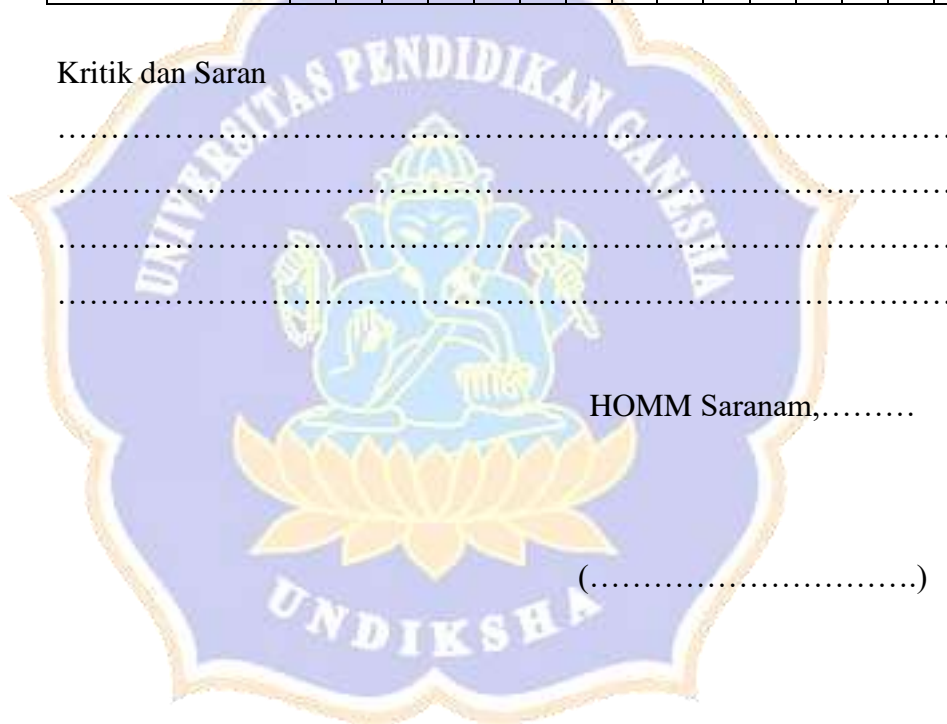 Kritik dan Saran
UNIVERSITAS PENDIDIKAN GANESHA
……………………………………………………………………………
……………………………………………………………………………
……………………………………………………………………………
……………………………………………………………………………
HOMM Saranam,………
(………………………….)
UNDIKSHA